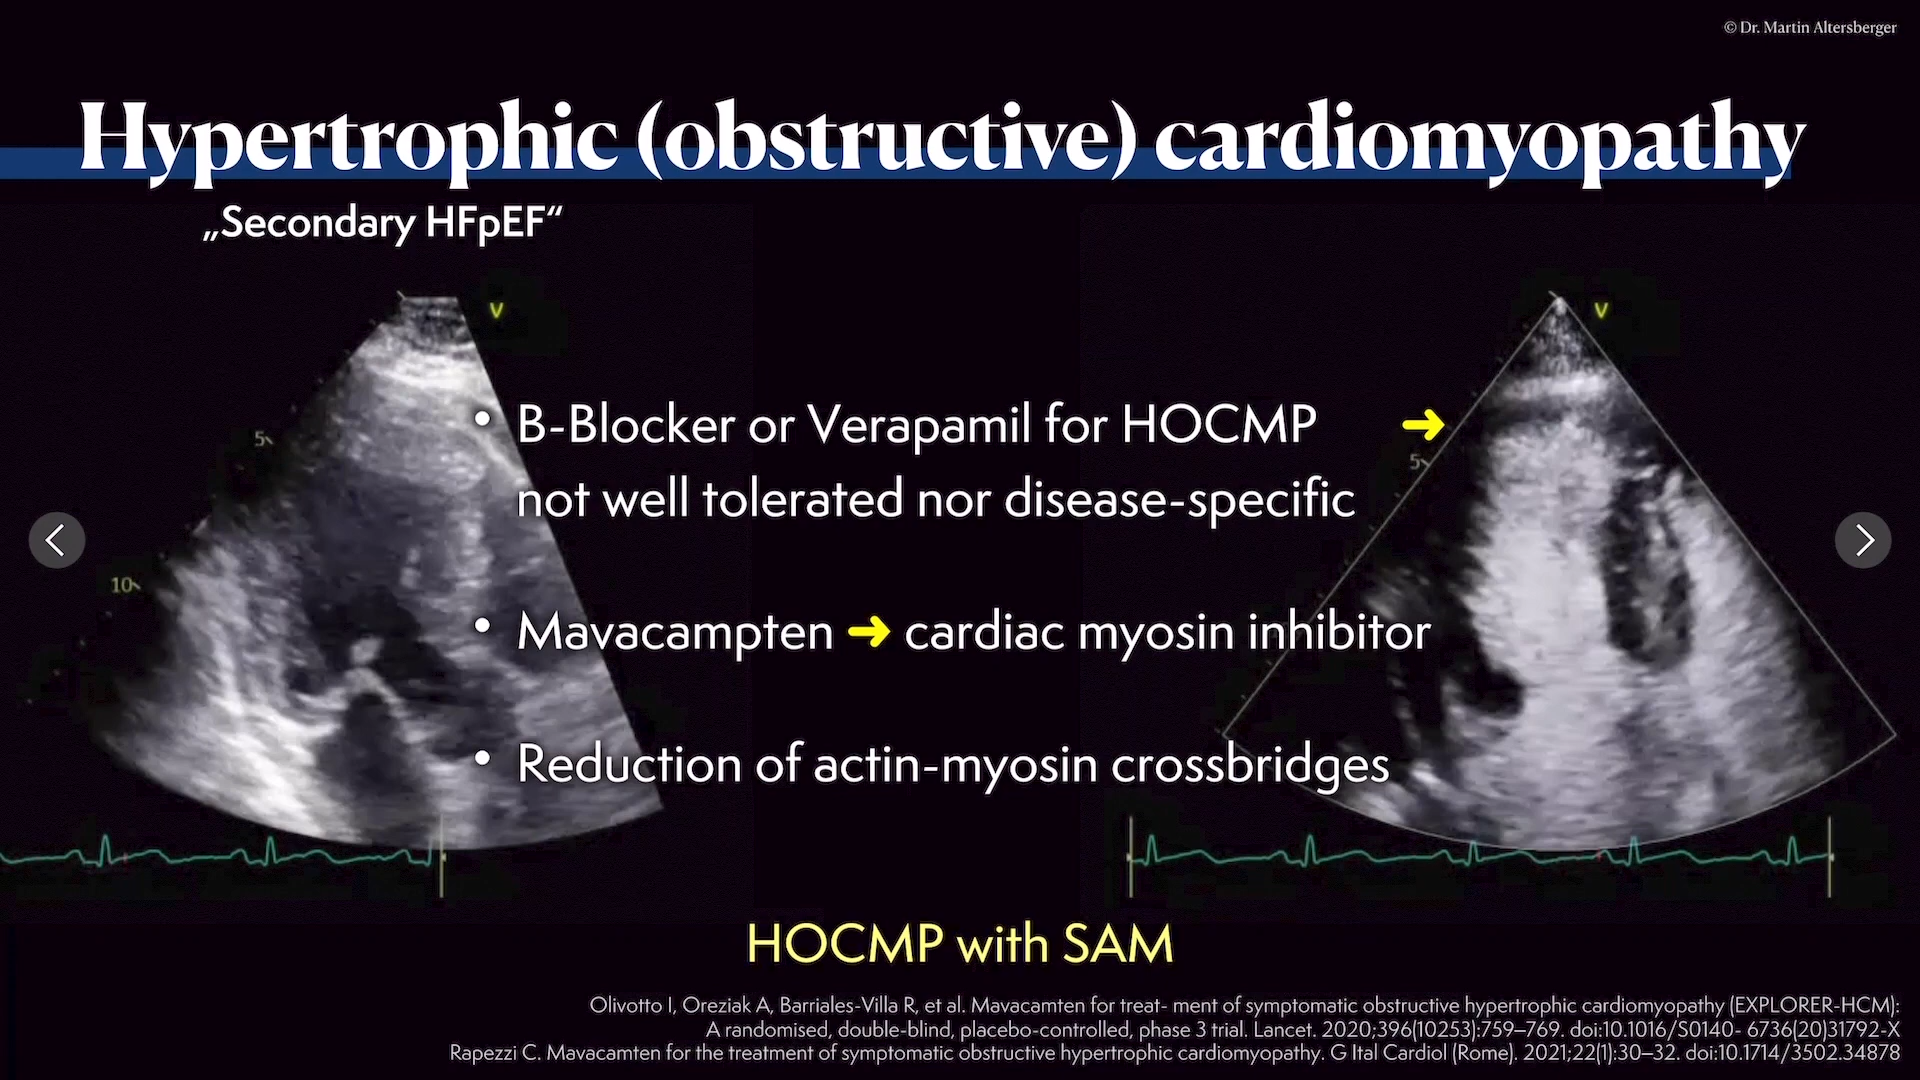 © Dr. Martin Altersberger
Hypertrophic (obstructive) cardiomyopathy
„Secondary HFpEF“
V
V
5
5
10
• B-Blocker or Verapamil for HOCMP ➜
not well tolerated nor disease-specific
• Mavacampten ➜ cardiac myosin inhibitor
• Reduction of actin-myosin crossbridges
HOCMP with SAM
Olivotto I, Oreziak A, Barriales-Villa R, et al. Mavacamten for treat- ment of symptomatic obstructive hypertrophic cardiomyopathy (EXPLORER-HCM):
A randomised, double-blind, placebo-controlled, phase 3 trial. Lancet. 2020;396(10253):759–769. doi:10.1016/S0140- 6736(20)31792-X
Rapezzi C. Mavacamten for the treatment of symptomatic obstructive hypertrophic cardiomyopathy. G Ital Cardiol (Rome). 2021;22(1):30–32. doi:10.1714/3502.34878